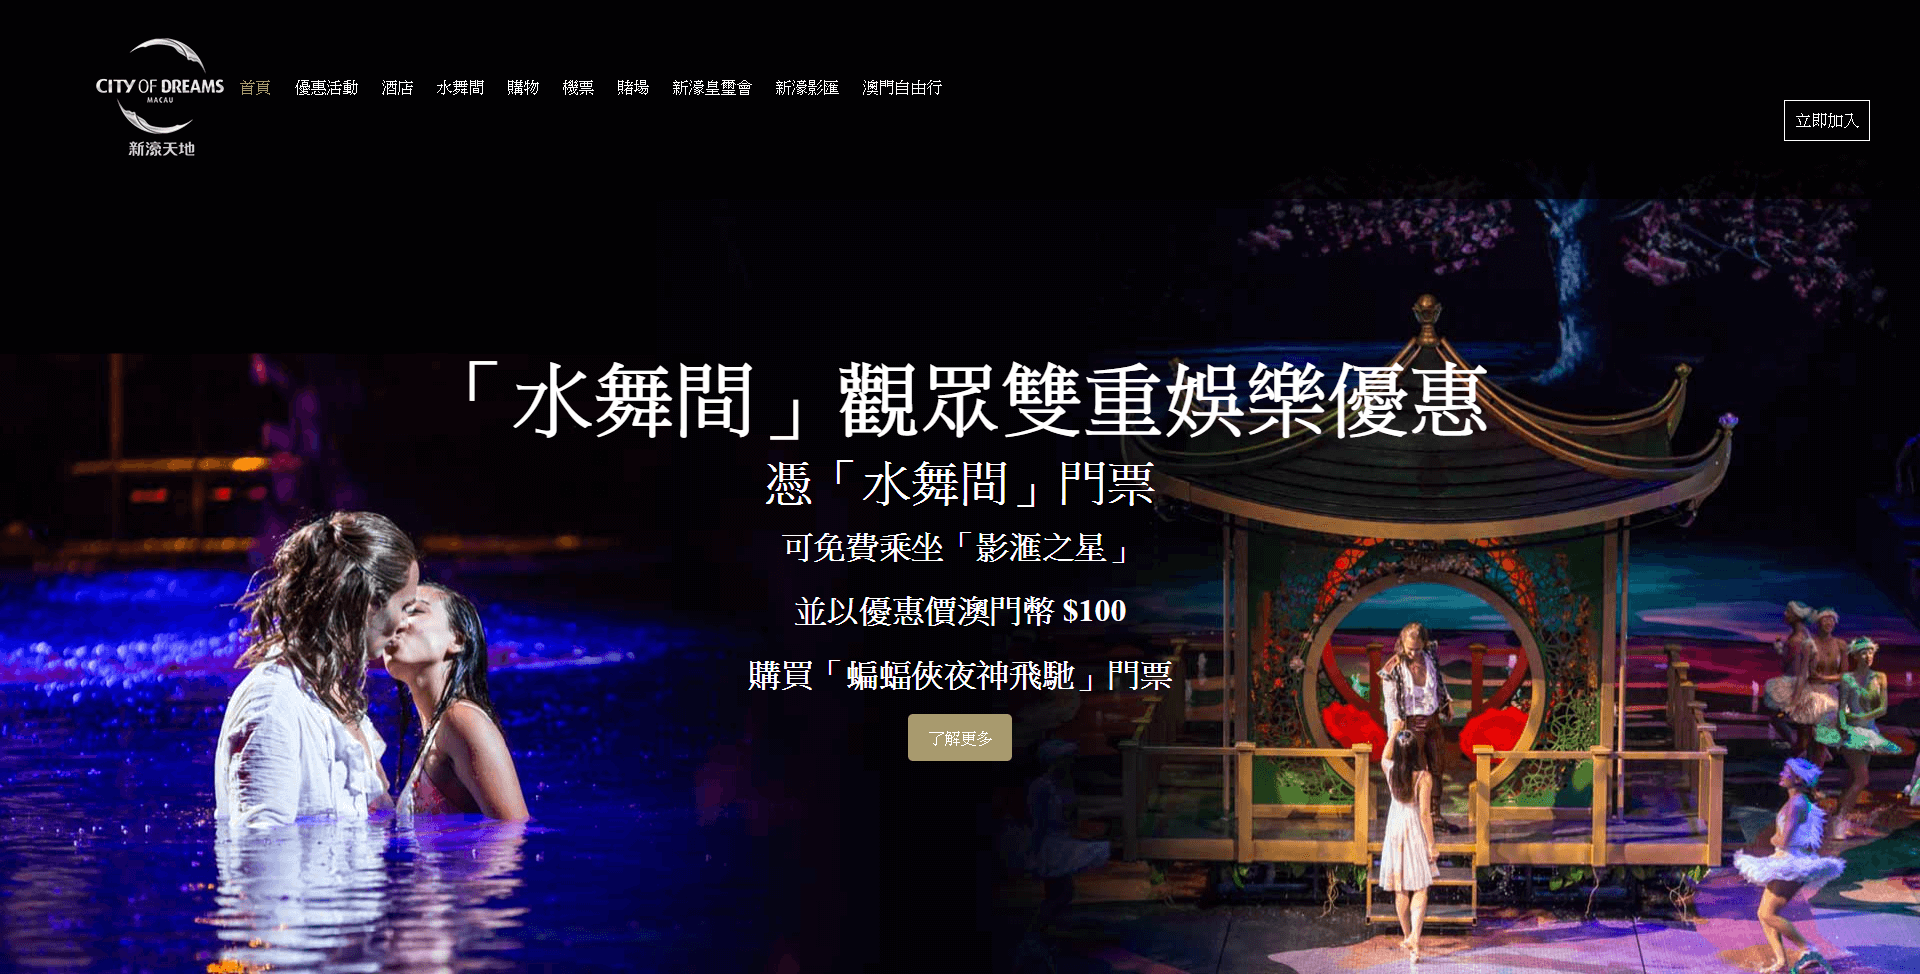 CITY OF DREAMS
MACAU
新濠天地
首頁 優惠活動 酒店 水舞間 購物 機票 賭場 新濠皇璽會 新濠影匯 澳門自由行
立即加入
「水舞間」觀眾雙重娛樂優惠
憑「水舞間」門票
可免費乘坐「影滙之星」
並以優惠價澳門幣 $100
購買「蝙蝠俠夜神飛馳」門票
了解更多